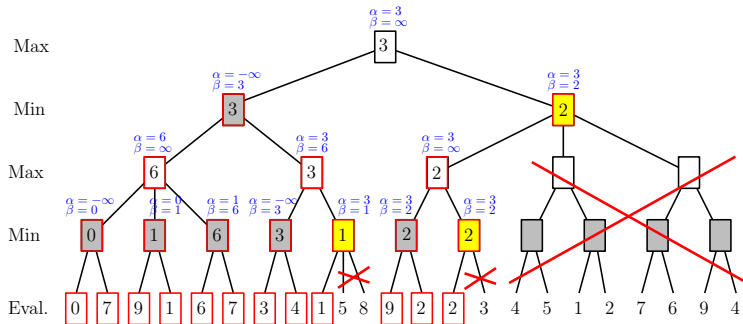 α = 3
β = ∞
Max 3
α = −∞
β = 3
α = 3
β = 2
Min 3 2
α = 6
β = ∞
α = 3
β = 6
α = 3
β = ∞
Max 6 3 2
α = −∞
β = 0
α = 0
β = 1
α = 1
β = 6
α = −∞
β = 3
α = 3
β = 1
α = 3
β = 2
α = 3
β = 2
Min 0 1 6 3 1 2 2
Eval. 0 7 9 1 6 7 3 4 1 5 8 9 2 2 3 4 5 1 2 7 6 9 4